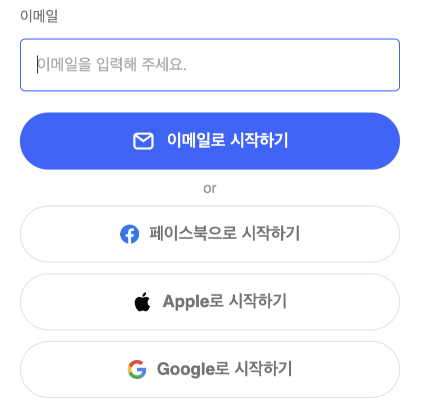 이메일
이메일을 입력해 주세요.
이메일로 시작하기
or
페이스북으로 시작하기
Apple로 시작하기
Google로 시작하기